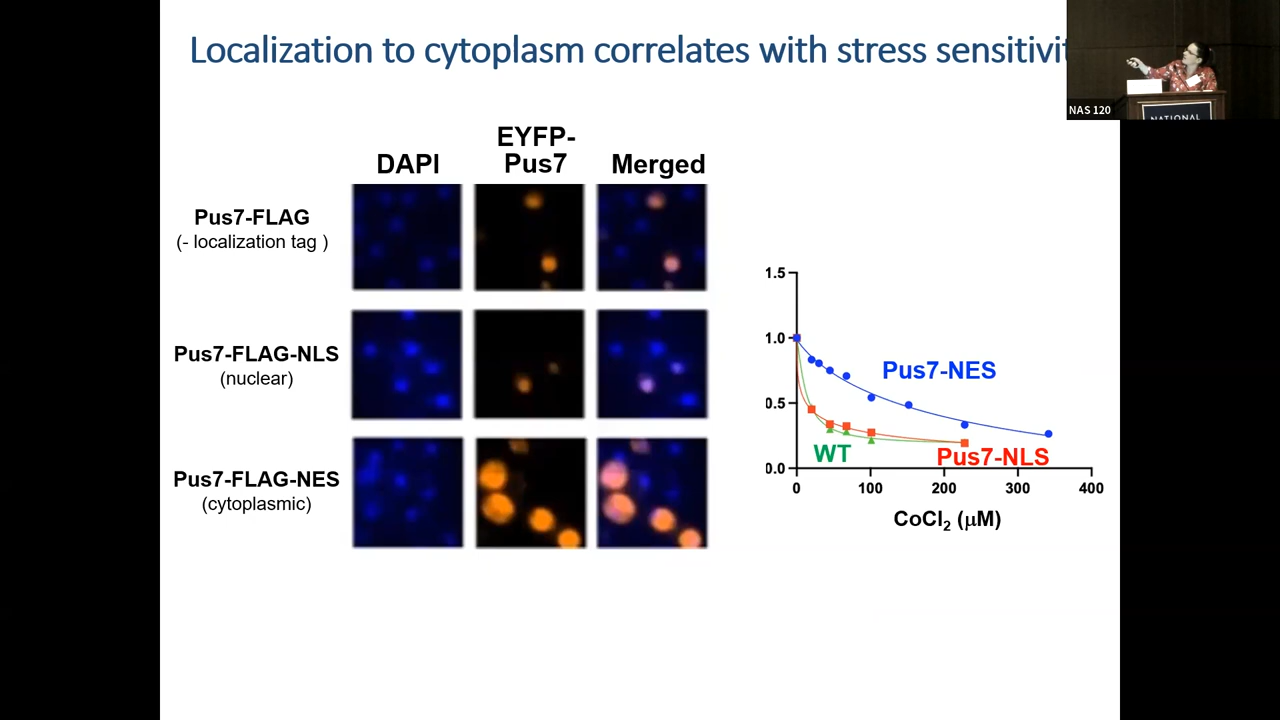 Localization to cytoplasm correlates with stress sensitivit
NAS 120
NATIONAL
DAPI
EYFP-
Pus7
Merged
Pus7-FLAG
(- localization tag )
Pus7-FLAG-NLS
(nuclear)
Pus7-FLAG-NES
(cytoplasmic)
1.5
1.0
0.5
0.0
0
100
200
300
400
Pus7-NES
WT
Pus7-NLS
CoCl₂ (µM)